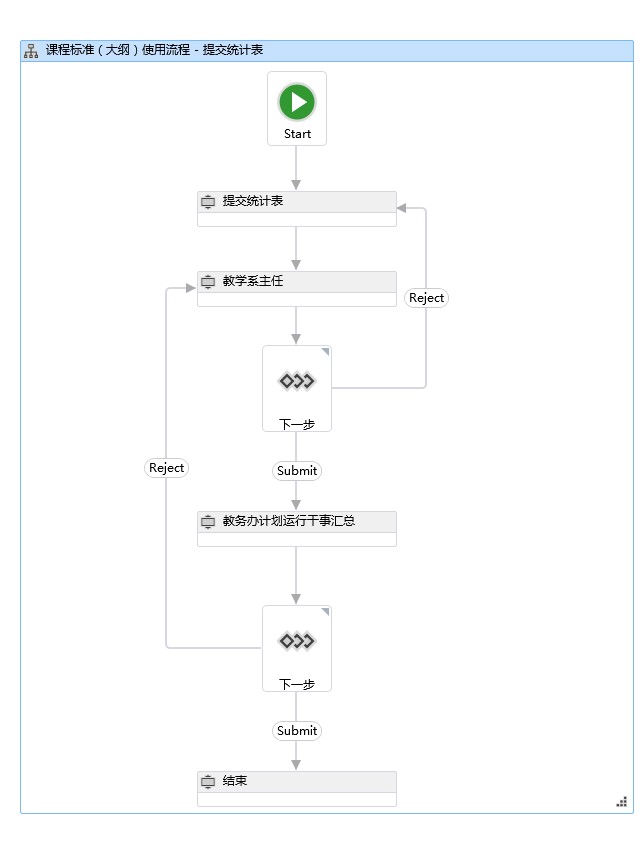 课程标准（大纲）使用流程 - 提交统计表
Start
提交统计表
教学系主任
Reject
下一步
Reject
Submit
教务办计划运行干事汇总
下一步
Submit
结束